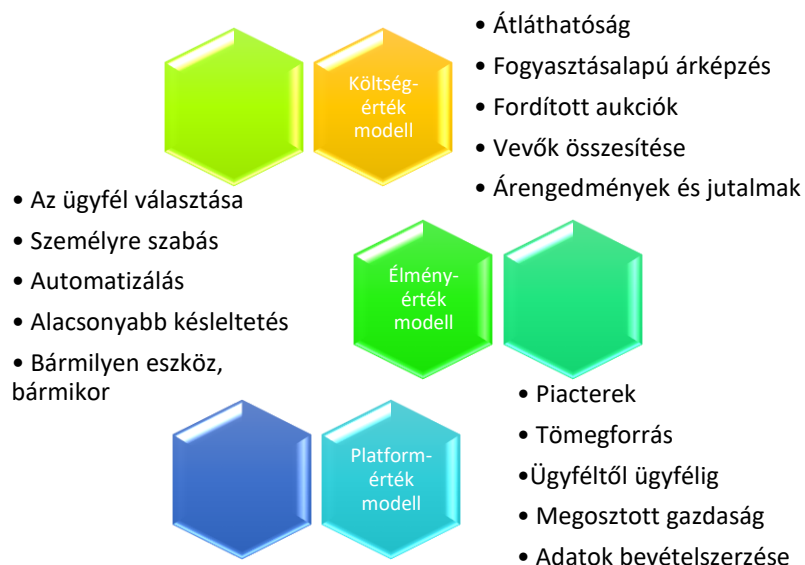 Költség-
érték
modell
• Átláthatóság
• Fogyasztásalapú árképzés
• Fordított aukciók
• Vevők összesítése
• Árengedmények és jutalmak
• Az ügyfél választása
• Személyre szabás
• Automatizálás
• Alacsonyabb késleltetés
• Bármilyen eszköz,
bármikor
Élmény-
érték
modell
Platform-
érték
modell
• Piacterek
• Tömegforrás
•Ügyféltől ügyfélig
• Megosztott gazdaság
• Adatok bevételszerzése